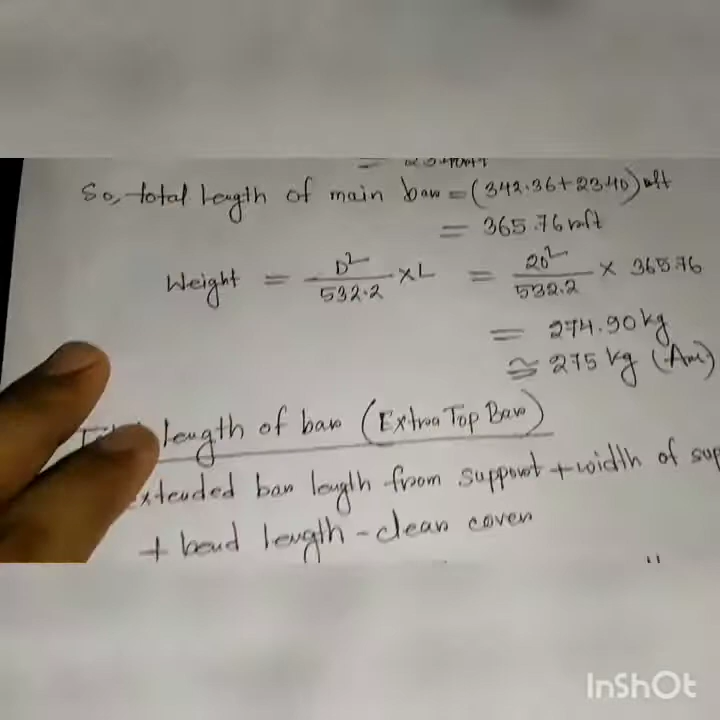 So, total length of main bar = (342.36+23.40) rft
= 365.76 rft
Weight = D²/532.2 × L = 20²/532.2 × 365.76
= 274.90 kg
≅ 275 kg (Ans)
length of bar (Extra Top Bar)
xtended bar length from support + width of sup
+ bend length - clear cover
InShOt